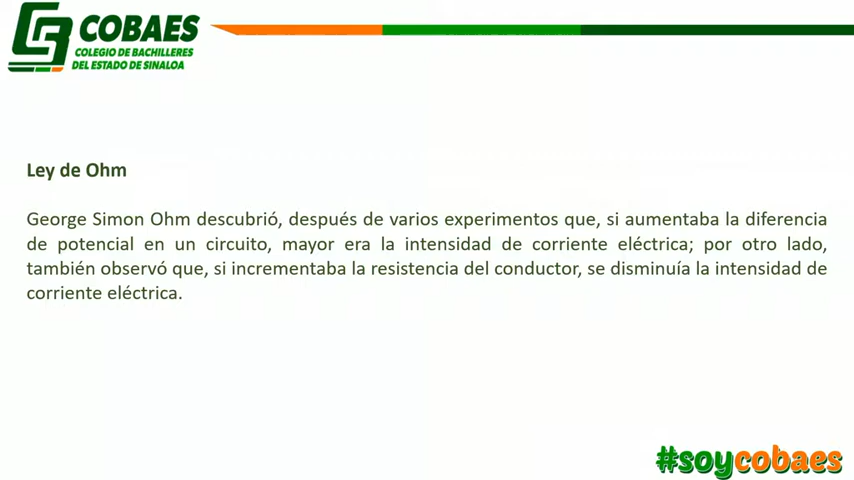 COBAES
COLEGIO DE BACHILLERES
DEL ESTADO DE SINALOA
Ley de Ohm
George Simon Ohm descubrió, después de varios experimentos que, si aumentaba la diferencia
de potencial en un circuito, mayor era la intensidad de corriente eléctrica; por otro lado,
también observó que, si incrementaba la resistencia del conductor, se disminuía la intensidad de
corriente eléctrica.
#soycobaes